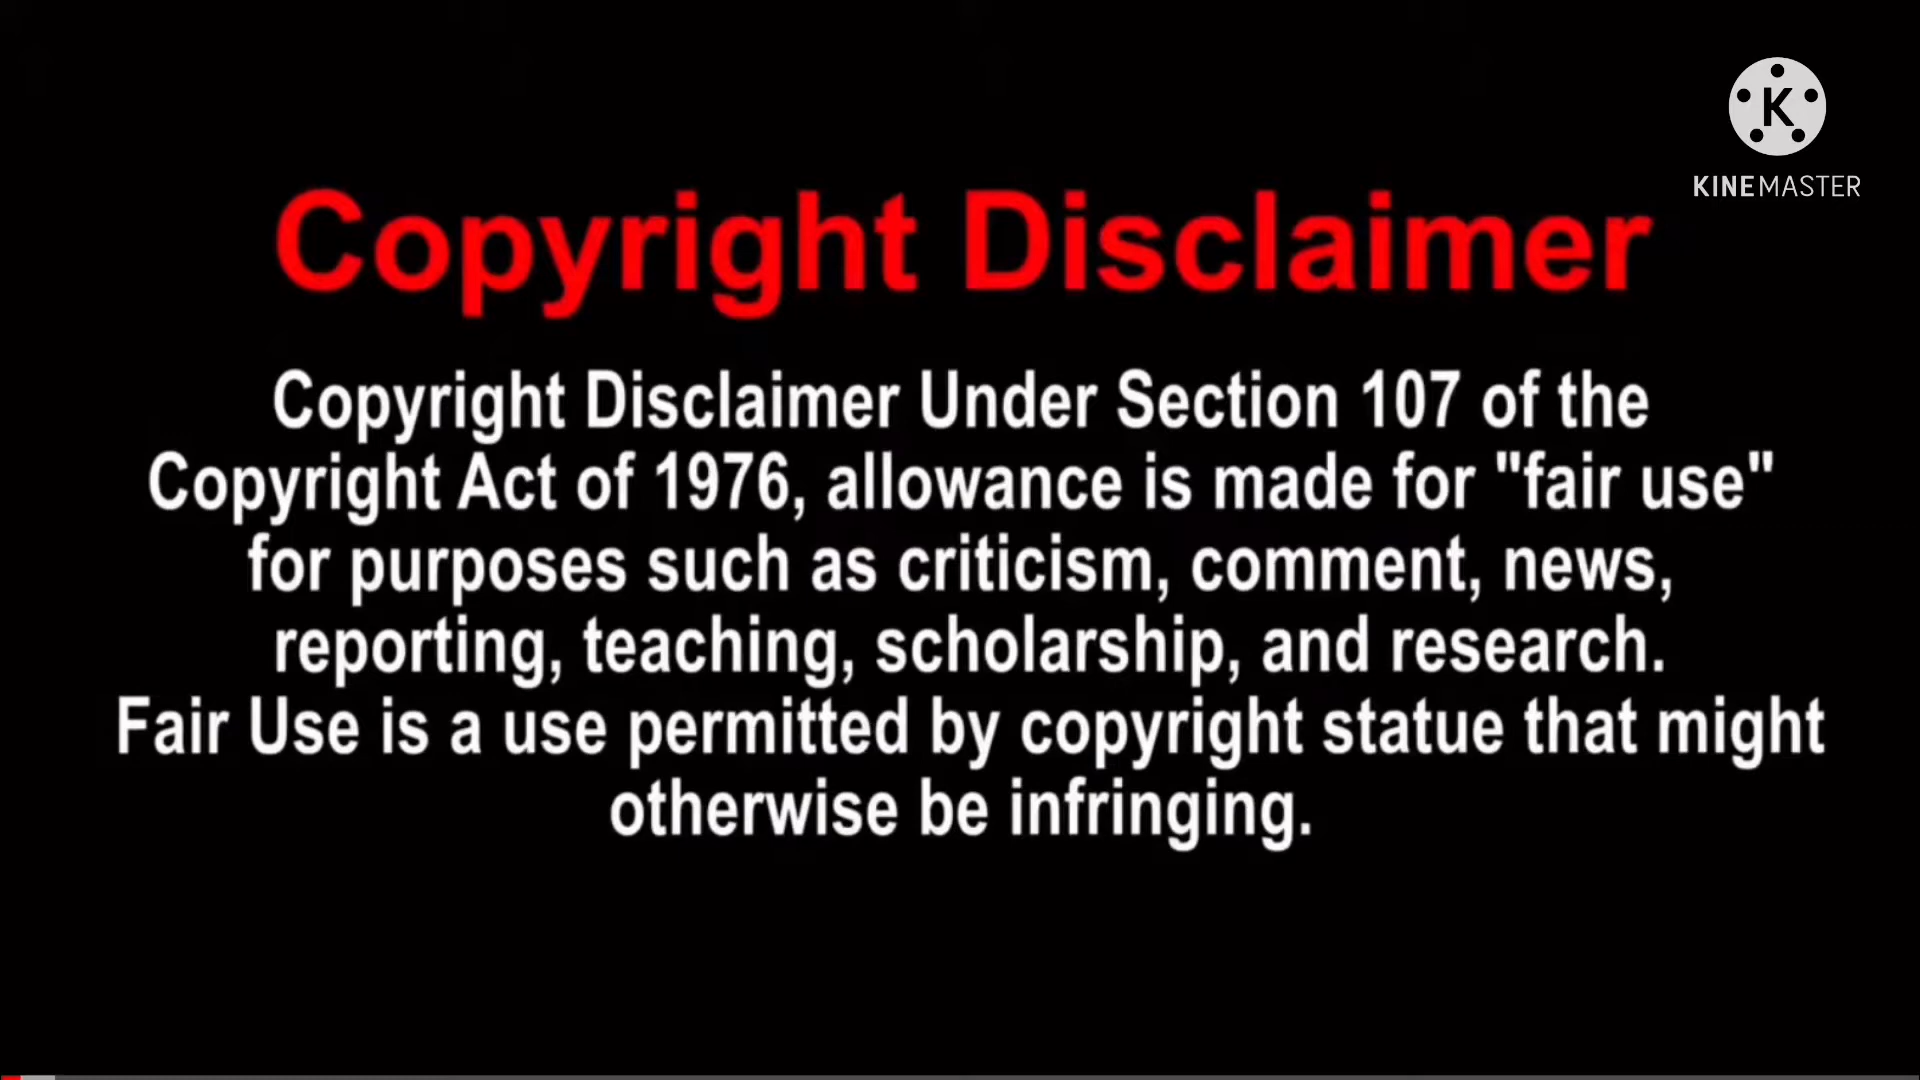 K
KINEMASTER
Copyright Disclaimer
Copyright Disclaimer Under Section 107 of the
Copyright Act of 1976, allowance is made for "fair use"
for purposes such as criticism, comment, news,
reporting, teaching, scholarship, and research.
Fair Use is a use permitted by copyright statue that might
otherwise be infringing.